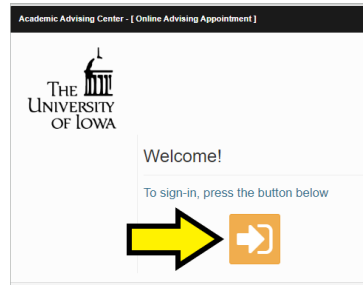 Academic Advising Center - [ Online Advising Appointment ]
THE
UNIVERSITY
OF IOWA
Welcome!
To sign-in, press the button below